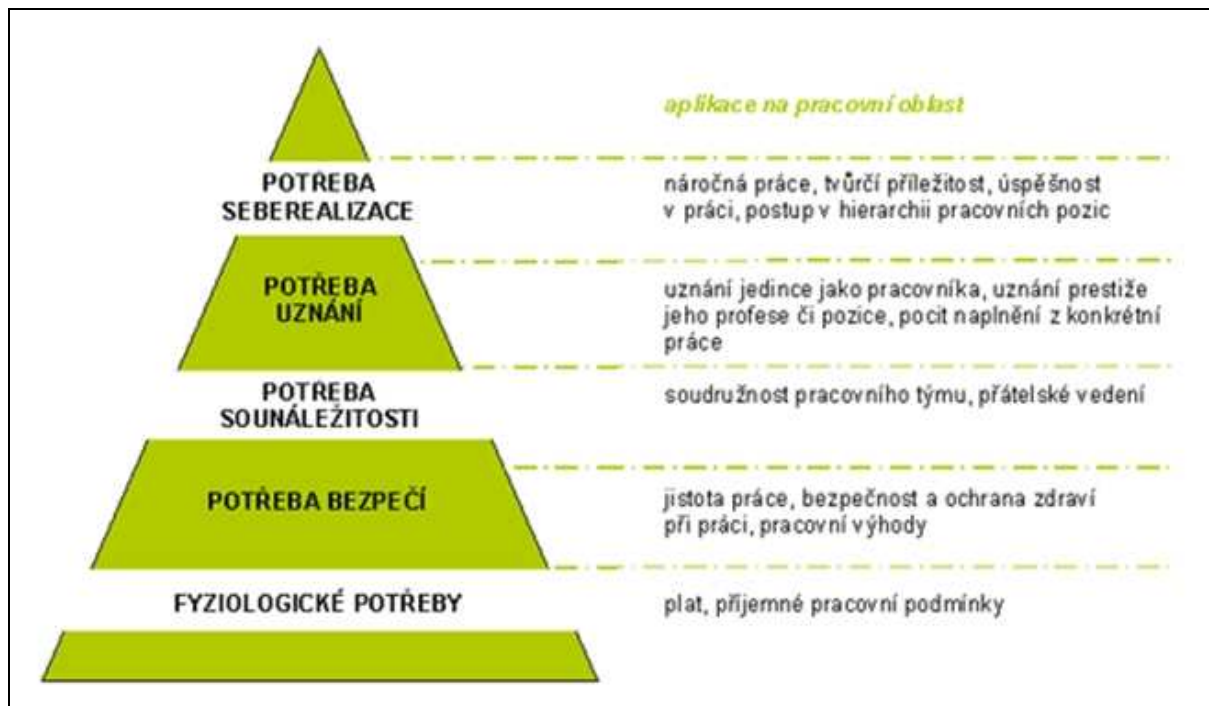 aplikace na pracovní oblast
POTŘEBA
SEBEREALIZACE
náročná práce, tvůrčí příležitost, úspěšnost
v práci, postup v hierarchii pracovních pozic
POTŘEBA
UZNÁNÍ
uznání jedince jako pracovníka, uznání prestiže
jeho profese či pozice, pocit naplnění z konkrétní
práce
POTŘEBA
SOUNÁLEŽITOSTI
soudružnost pracovního týmu, přátelské vedení
POTŘEBA BEZPEČÍ
jistota práce, bezpečnost a ochrana zdraví
při práci, pracovní výhody
FYZIOLOGICKÉ POTŘEBY
plat, příjemné pracovní podmínky